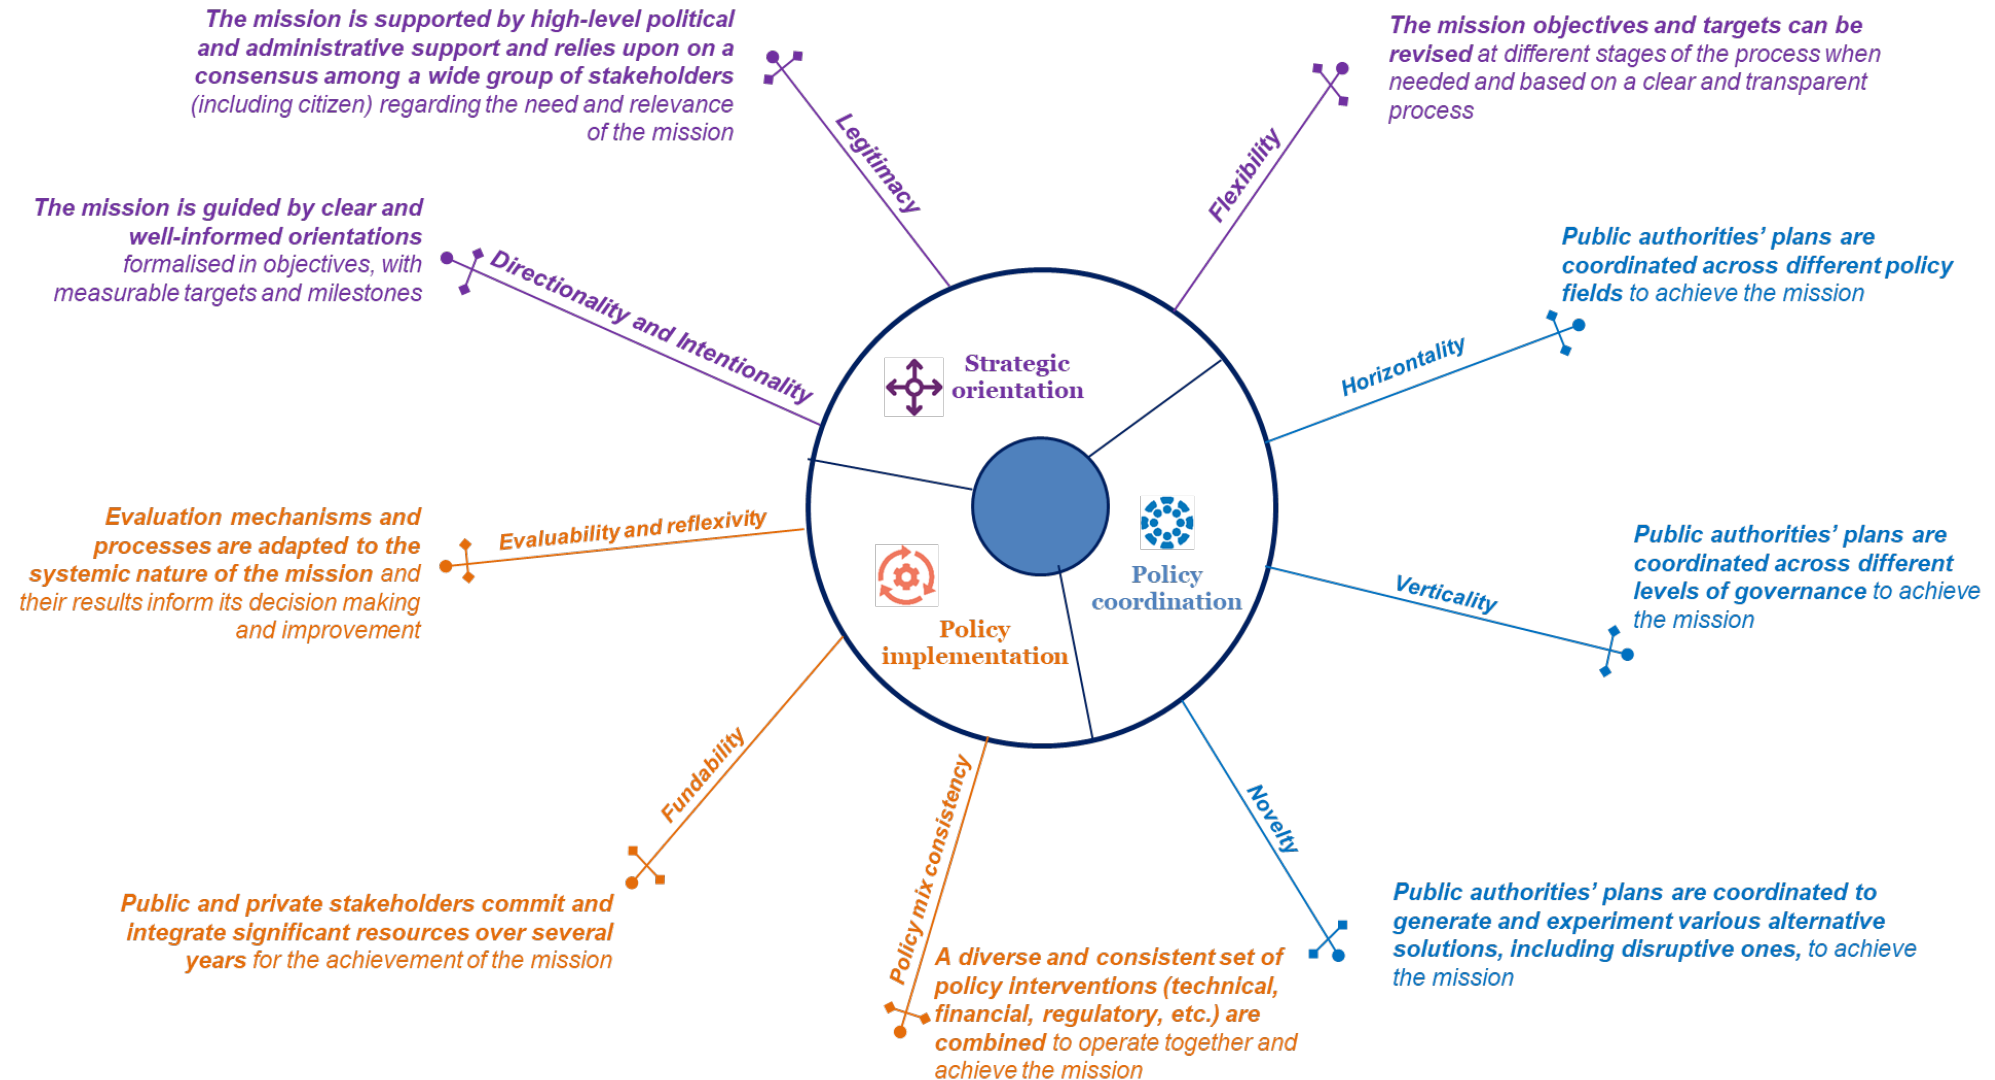 The mission is supported by high-level political
and administrative support and relies upon on a
consensus among a wide group of stakeholders
(including citizen) regarding the need and relevance
of the mission
Legitimacy
The mission objectives and targets can be
revised at different stages of the process when
needed and based on a clear and transparent
process
Flexibility
The mission is guided by clear and
well-informed orientations
formalised in objectives, with
measurable targets and milestones
Directionality and Intentionality
Public authorities’ plans are
coordinated across different policy
fields to achieve the mission
Horizontality
Strategic
orientation
Policy
coordination
Policy
implementation
Evaluation mechanisms and
processes are adapted to the
systemic nature of the mission and
their results inform its decision making
and improvement
Evaluability and reflexivity
Public authorities’ plans are
coordinated across different
levels of governance to achieve
the mission
Verticality
Fundability
Public and private stakeholders commit and
integrate significant resources over several
years for the achievement of the mission
Policy mix consistency
A diverse and consistent set of
policy interventions (technical,
financial, regulatory, etc.) are
combined to operate together and
achieve the mission
Novelty
Public authorities’ plans are coordinated to
generate and experiment various alternative
solutions, including disruptive ones, to achieve
the mission